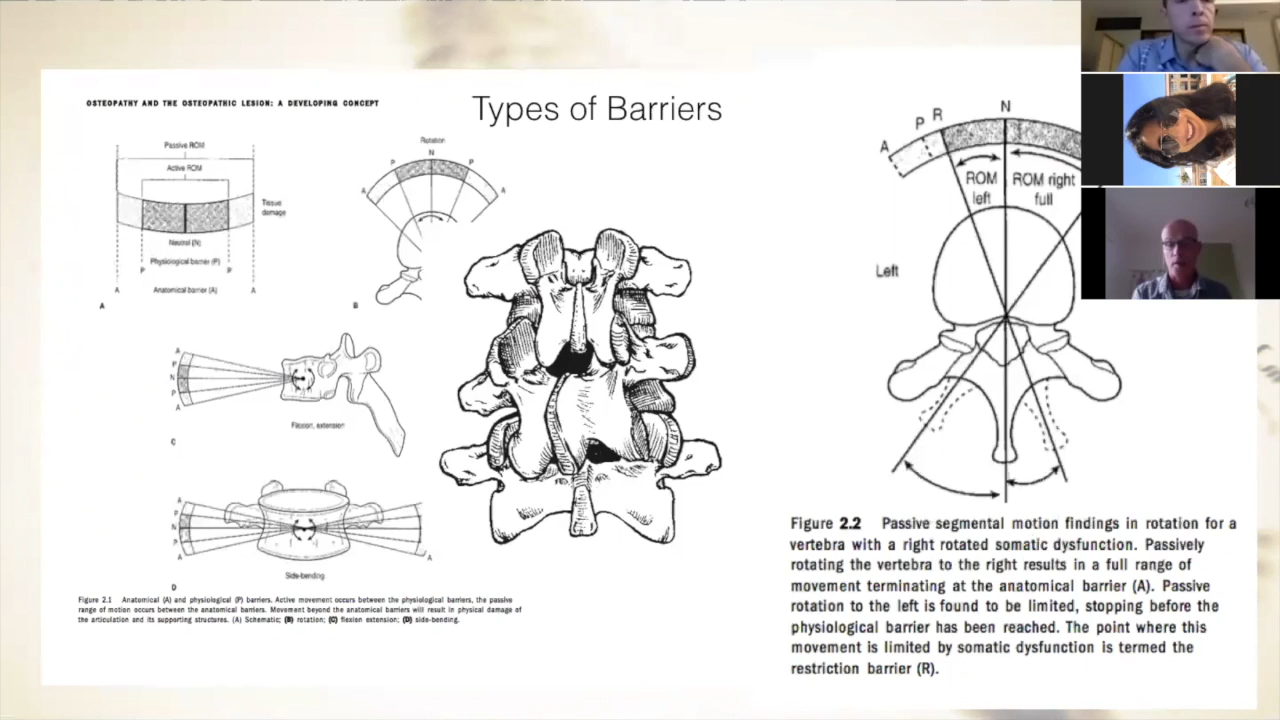 OSTEOPATHY AND THE OSTEOPATHIC LESION: A DEVELOPING CONCEPT
Types of Barriers
Passive ROM
Active ROM
Tissue
damage
Neutral (N)
Physiological barrier (P)
P
P
A
Anatomical barrier (A)
A
A
Rotation
N
P
P
A
A
B
A
P
N
P
A
Flexion, extension
C
A
P
N
P
A
A
Side-bending
D
Figure 2.1 Anatomical (A) and physiological (P) barriers. Active movement occurs between the physiological barriers, the passive
range of motion occurs between the anatomical barriers. Movement beyond the anatomical barriers will result in physical damage of
the articulation and its supporting structures. (A) Schematic; (B) rotation; (C) flexion extension; (D) side-bending.
A
P
R
N
ROM
left
ROM right
full
Left
Figure 2.2 Passive segmental motion findings in rotation for a
vertebra with a right rotated somatic dysfunction. Passively
rotating the vertebra to the right results in a full range of
movement terminating at the anatomical barrier (A). Passive
rotation to the left is found to be limited, stopping before the
physiological barrier has been reached. The point where this
movement is limited by somatic dysfunction is termed the
restriction barrier (R).